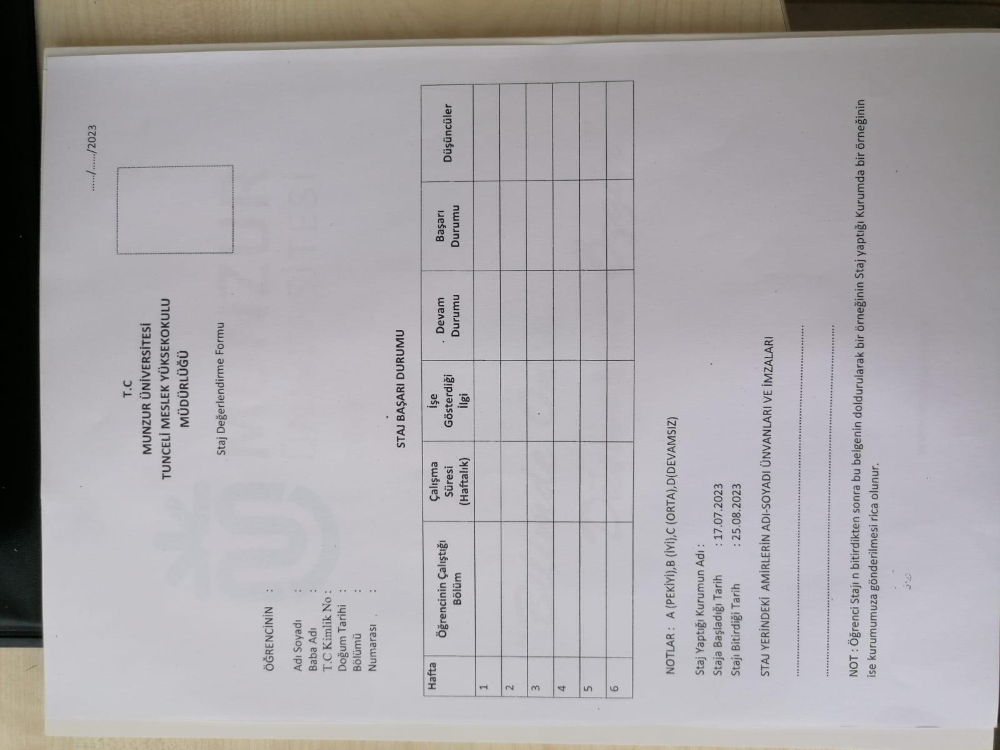 ....../....../2023
T.C
MUNZUR ÜNİVERSİTESİ
TUNCELİ MESLEK YÜKSEKOKULU
MÜDÜRLÜĞÜ
Staj Değerlendirme Formu
ÖĞRENCİNİN :
Adı Soyadı :
Baba Adı :
T.C Kimlik No :
Doğum Tarihi :
Bölümü :
Numarası :
STAJ BAŞARI DURUMU
Hafta
Öğrencinin Çalıştığı
Bölüm
Çalışma
Süresi
(Haftalık)
İşe
Gösterdiği
İlgi
Devam
Durumu
Başarı
Durumu
Düşüncüler
1
2
3
4
5
6
NOTLAR : A (PEKİYİ),B (İYİ),C (ORTA),D(DEVAMSIZ)
Staj Yaptığı Kurumun Adı :
Staja Başladığı Tarih : 17.07.2023
Stajı Bitirdiği Tarih : 25.08.2023
STAJ YERİNDEKİ AMİRLERİN ADI-SOYADI ÜNVANLARI VE İMZALARI
NOT : Öğrenci Stajı n bitirdikten sonra bu belgenin doldurularak bir örneğinin Staj yaptığı Kurumda bir örneğinin
ise kurumumuza gönderilmesi rica olunur.